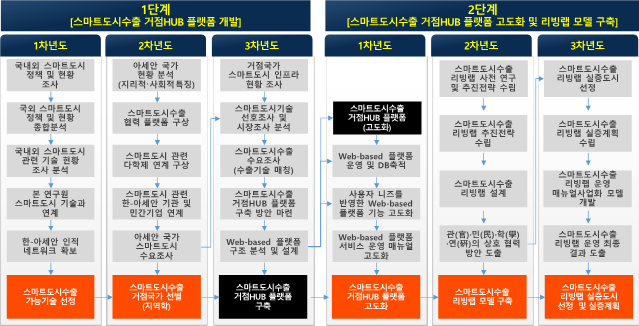 1단계
[스마트도시수출 거점HUB 플랫폼 개발]
2단계
[스마트도시수출 거점HUB 플랫폼 고도화 및 리빙랩 모델 구축]
1차년도
국내외 스마트도시
정책 및 현황
조사
국외 스마트도시
정책 및 현황
종합분석
국내외 스마트도시
관련 기술 현황
조사 분석
본 연구원
스마트도시 기술과
연계
한·아세안 인적
네트워크 확보
스마트도시수출
가능기술 선정
2차년도
아세안 국가
현황 분석
(지리적·사회적특징)
스마트도시수출
협력 플랫폼 구상
스마트도시 관련
다학제 연계 구상
스마트도시 관련
한·아세안 기관 및
민간기업 연계
아세안 국가
스마트도시
수요조사
스마트도시수출
거점국가 선별
(지역학)
3차년도
거점국가
스마트도시 인프라
현황 조사
스마트도시기술
선호조사 및
시장조사 분석
스마트도시수출
수요조사
(수출기술 매칭)
스마트도시수출
거점HUB 플랫폼
구축 방안 마련
Web-based 플랫폼
구조 분석 및 설계
스마트도시수출
거점HUB 플랫폼
구축
1차년도
스마트도시수출
거점HUB 플랫폼
(고도화)
Web-based 플랫폼
운영 및 DB축적
사용자 니즈를
반영한 Web-based
플랫폼 기능 고도화
Web-based 플랫폼
서비스 운영 매뉴얼
고도화
스마트도시수출
거점HUB 플랫폼
고도화
2차년도
스마트도시수출
리빙랩 사전 연구
및 추진전략 수립
스마트도시수출
리빙랩 추진전략
수립
스마트도시수출
리빙랩 설계
관(官)·민(民)·학(學)
·연(硏)의 상호 협력
방안 도출
스마트도시수출
리빙랩 모델 구축
3차년도
스마트도시수출
리빙랩 실증도시
선정
스마트도시수출
리빙랩 실증계획
수립
스마트도시수출
리빙랩 운영
매뉴얼사업화 모델
개발
스마트도시수출
리빙랩 운영 최종
결과 도출
스마트도시수출
리빙랩 실증도시
선정 및 실증계획